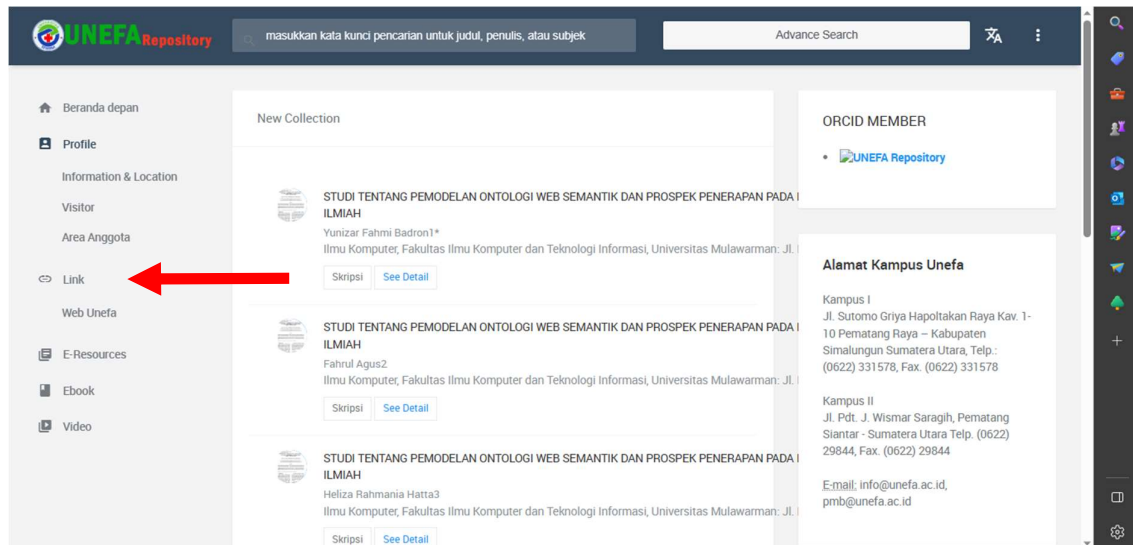 UNEFA Repository
masukkan kata kunci pencarian untuk judul, penulis, atau subjek
Advance Search
Beranda depan
Profile
Information & Location
Visitor
Area Anggota
Link
Web Unefa
E-Resources
Ebook
Video
New Collection
STUDI TENTANG PEMODELAN ONTOLOGI WEB SEMANTIK DAN PROSPEK PENERAPAN PADA
ILMIAH
Yunizar Fahmi Badron1*
Ilmu Komputer, Fakultas Ilmu Komputer dan Teknologi Informasi, Universitas Mulawarman: Jl.
Skripsi See Detail
STUDI TENTANG PEMODELAN ONTOLOGI WEB SEMANTIK DAN PROSPEK PENERAPAN PADA
ILMIAH
Fahrul Agus2
Ilmu Komputer, Fakultas Ilmu Komputer dan Teknologi Informasi, Universitas Mulawarman: Jl.
Skripsi See Detail
STUDI TENTANG PEMODELAN ONTOLOGI WEB SEMANTIK DAN PROSPEK PENERAPAN PADA
ILMIAH
Heliza Rahmania Hatta3
Ilmu Komputer, Fakultas Ilmu Komputer dan Teknologi Informasi, Universitas Mulawarman: Jl.
Skripsi See Detail
ORCID MEMBER
UNEFA Repository
Alamat Kampus Unefa
Kampus I
Jl. Sutomo Griya Hapoltakan Raya Kav. 1-
10 Pematang Raya – Kabupaten
Simalungun Sumatera Utara, Telp.:
(0622) 331578, Fax. (0622) 331578
Kampus II
Jl. Pdt. J. Wismar Saragih, Pematang
Siantar - Sumatera Utara Telp. (0622)
29844, Fax. (0622) 29844
E-mail: info@unefa.ac.id,
pmb@unefa.ac.id